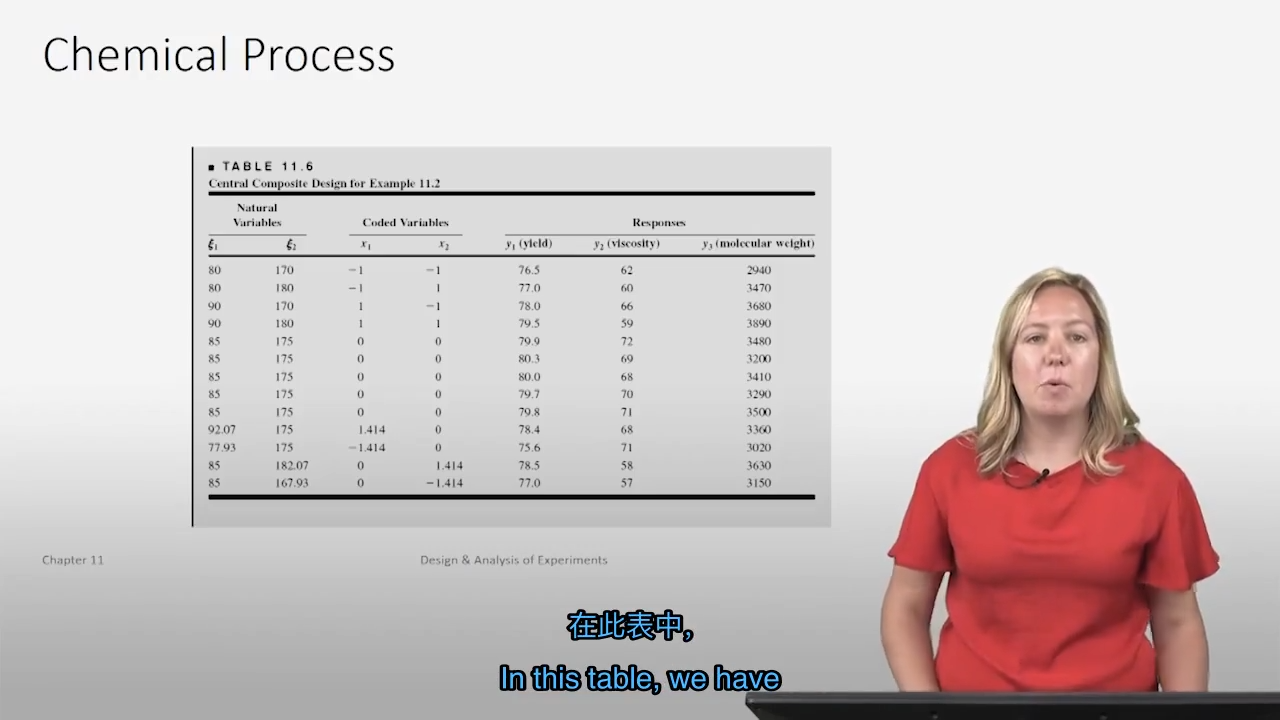 Chemical Process
■ TABLE 11.6
Central Composite Design for Example 11.2
Natural
Variables Coded Variables Responses
ξ₁ ξ₂ x₁ x₂ y₁ (yield) y₂ (viscosity) y₃ (molecular weight)
80 170 −1 −1 76.5 62 2940
80 180 −1 1 77.0 60 3470
90 170 1 −1 78.0 66 3680
90 180 1 1 79.5 59 3890
85 175 0 0 79.9 72 3480
85 175 0 0 80.3 69 3200
85 175 0 0 80.0 68 3410
85 175 0 0 79.7 70 3290
85 175 0 0 79.8 71 3500
92.07 175 1.414 0 78.4 68 3360
77.93 175 −1.414 0 75.6 71 3020
85 182.07 0 1.414 78.5 58 3630
85 167.93 0 −1.414 77.0 57 3150
Chapter 11 Design & Analysis of Experiments
在此表中，
In this table, we have